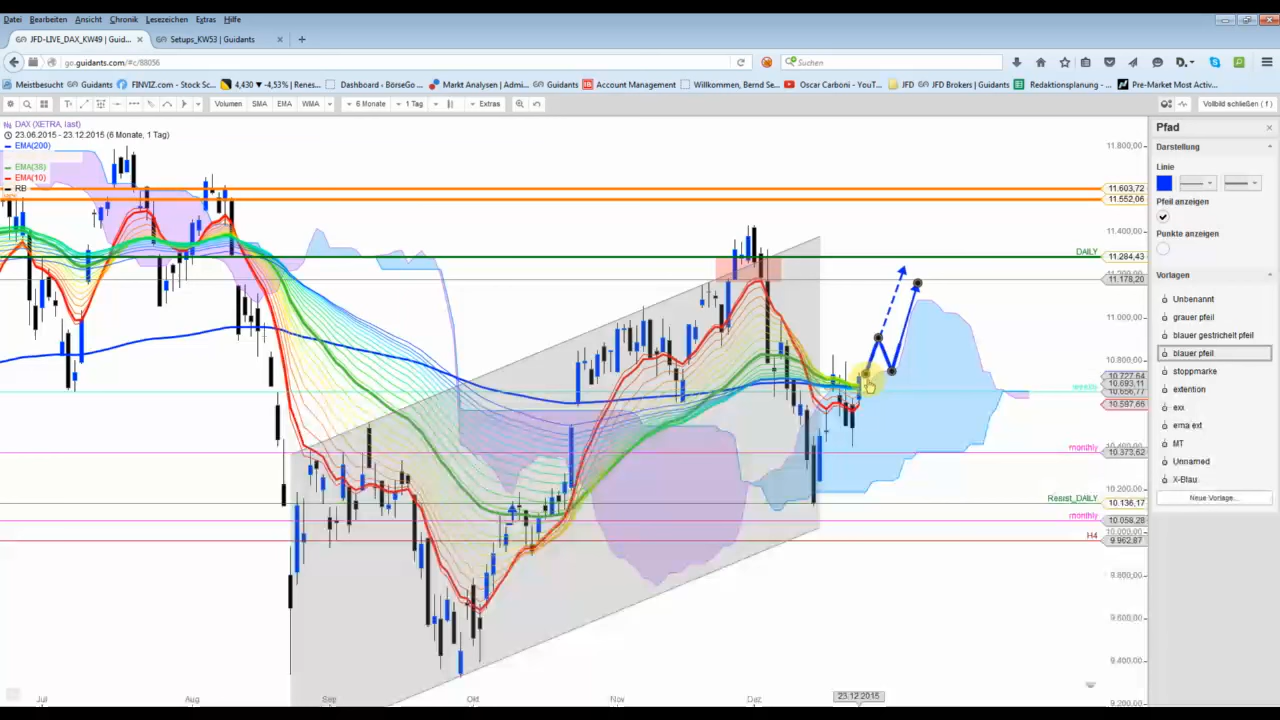 Datei Bearbeiten Ansicht Chronik Lesezeichen Extras Hilfe
JFD-LIVE_DAX_KW49 | Guid... × Setups_KW53 | Guidants × +
go.guidants.com/#c/88056 Suchen
Meistbesucht Guidants FINVIZ.com - Stock Sc... 4,430 ▼ -4,53% | Renes... Dashboard - BörseGo ... Markt Analysen | Admi... Guidants Account Management Willkommen, Bernd Se... Oscar Carboni - YouT... JFD JFD Brokers | Guidants Redaktionsplanung - ... Pre-Market Most Activ...
Volumen SMA EMA WMA 6 Monate 1 Tag Extras Vollbild schließen ( f )
DAX (XETRA, last)
23.06.2015 - 23.12.2015 (6 Monate, 1 Tag)
EMA(200)
EMA(38)
EMA(10)
RB
11.800,00
11.603,72
11.552,06
11.400,00
DAILY 11.284,43
11.178,20
11.000,00
10.800,00
10.727,64
10.693,11
weekly 10.656,77
10.597,66
monthly 10.373,62
10.200,00
Resist_DAILY 10.136,17
monthly 10.058,28
10.000,00
H4 9.962,87
9.800,00
9.600,00
9.400,00
9.200,00
Jul Aug Sep Okt Nov Dez 23.12.2015
Pfad ×
Darstellung
Linie
Pfeil anzeigen
Punkte anzeigen
Vorlagen
Unbenannt
grauer pfeil
blauer gestrichelt pfeil
blauer pfeil
stoppmarke
extention
exx
ema ext
MT
Unnamed
X-Blau
Neue Vorlage...